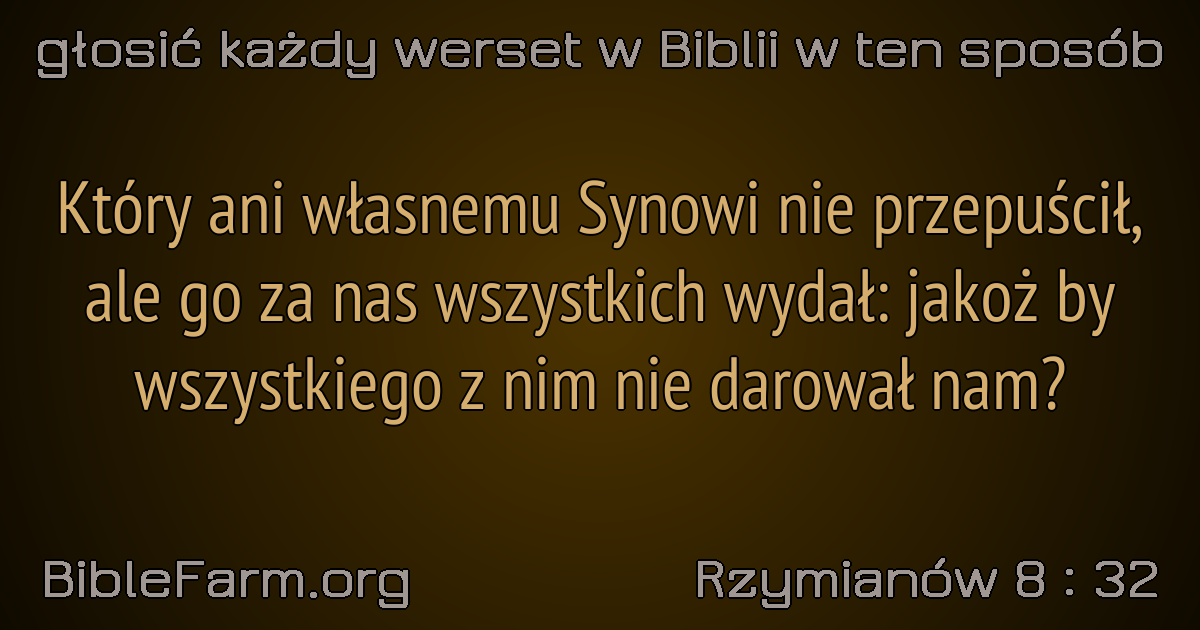 głosić każdy werset w Biblii w ten sposób
Który ani własnemu Synowi nie przepuścił,
ale go za nas wszystkich wydał: jakoż by
wszystkiego z nim nie darował nam?
BibleFarm.org
Rzymianów 8 : 32